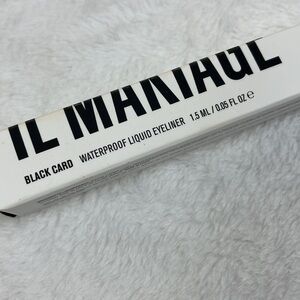 IL MAKIAGE
BLACK CARD WATERPROOF LIQUID EYELINER 1.5 ML / 0.05 FL OZ ℮